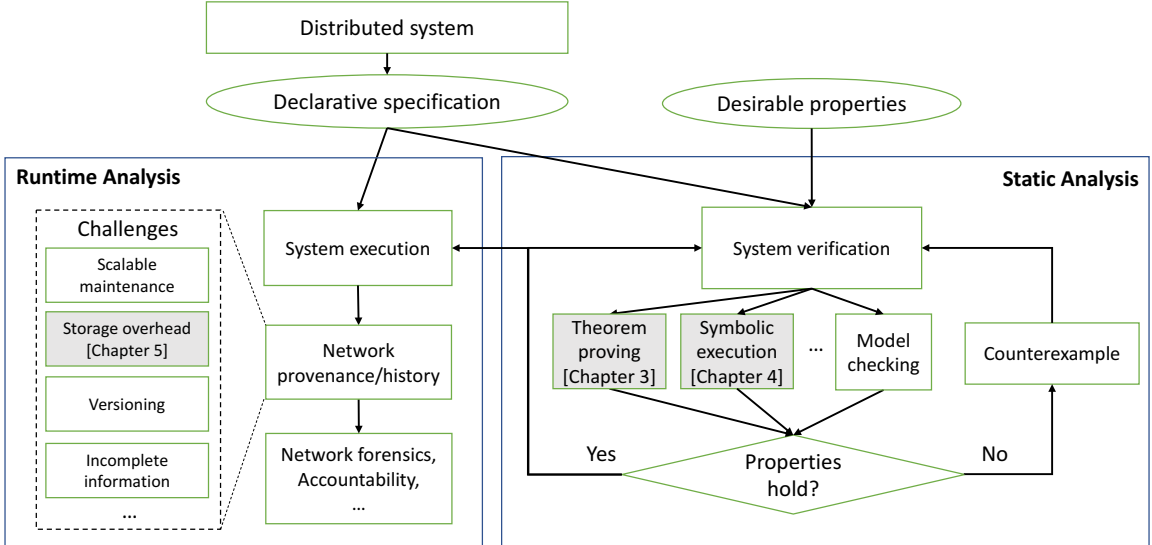 Distributed system
Declarative specification
Desirable properties
Runtime Analysis
Static Analysis
Challenges
Scalable
maintenance
Storage overhead
[Chapter 5]
Versioning
Incomplete
information
...
System execution
Network
provenance/history
Network forensics,
Accountability,
...
System verification
Theorem
proving
[Chapter 3]
Symbolic
execution
[Chapter 4]
...
Model
checking
Counterexample
Yes
Properties
hold?
No